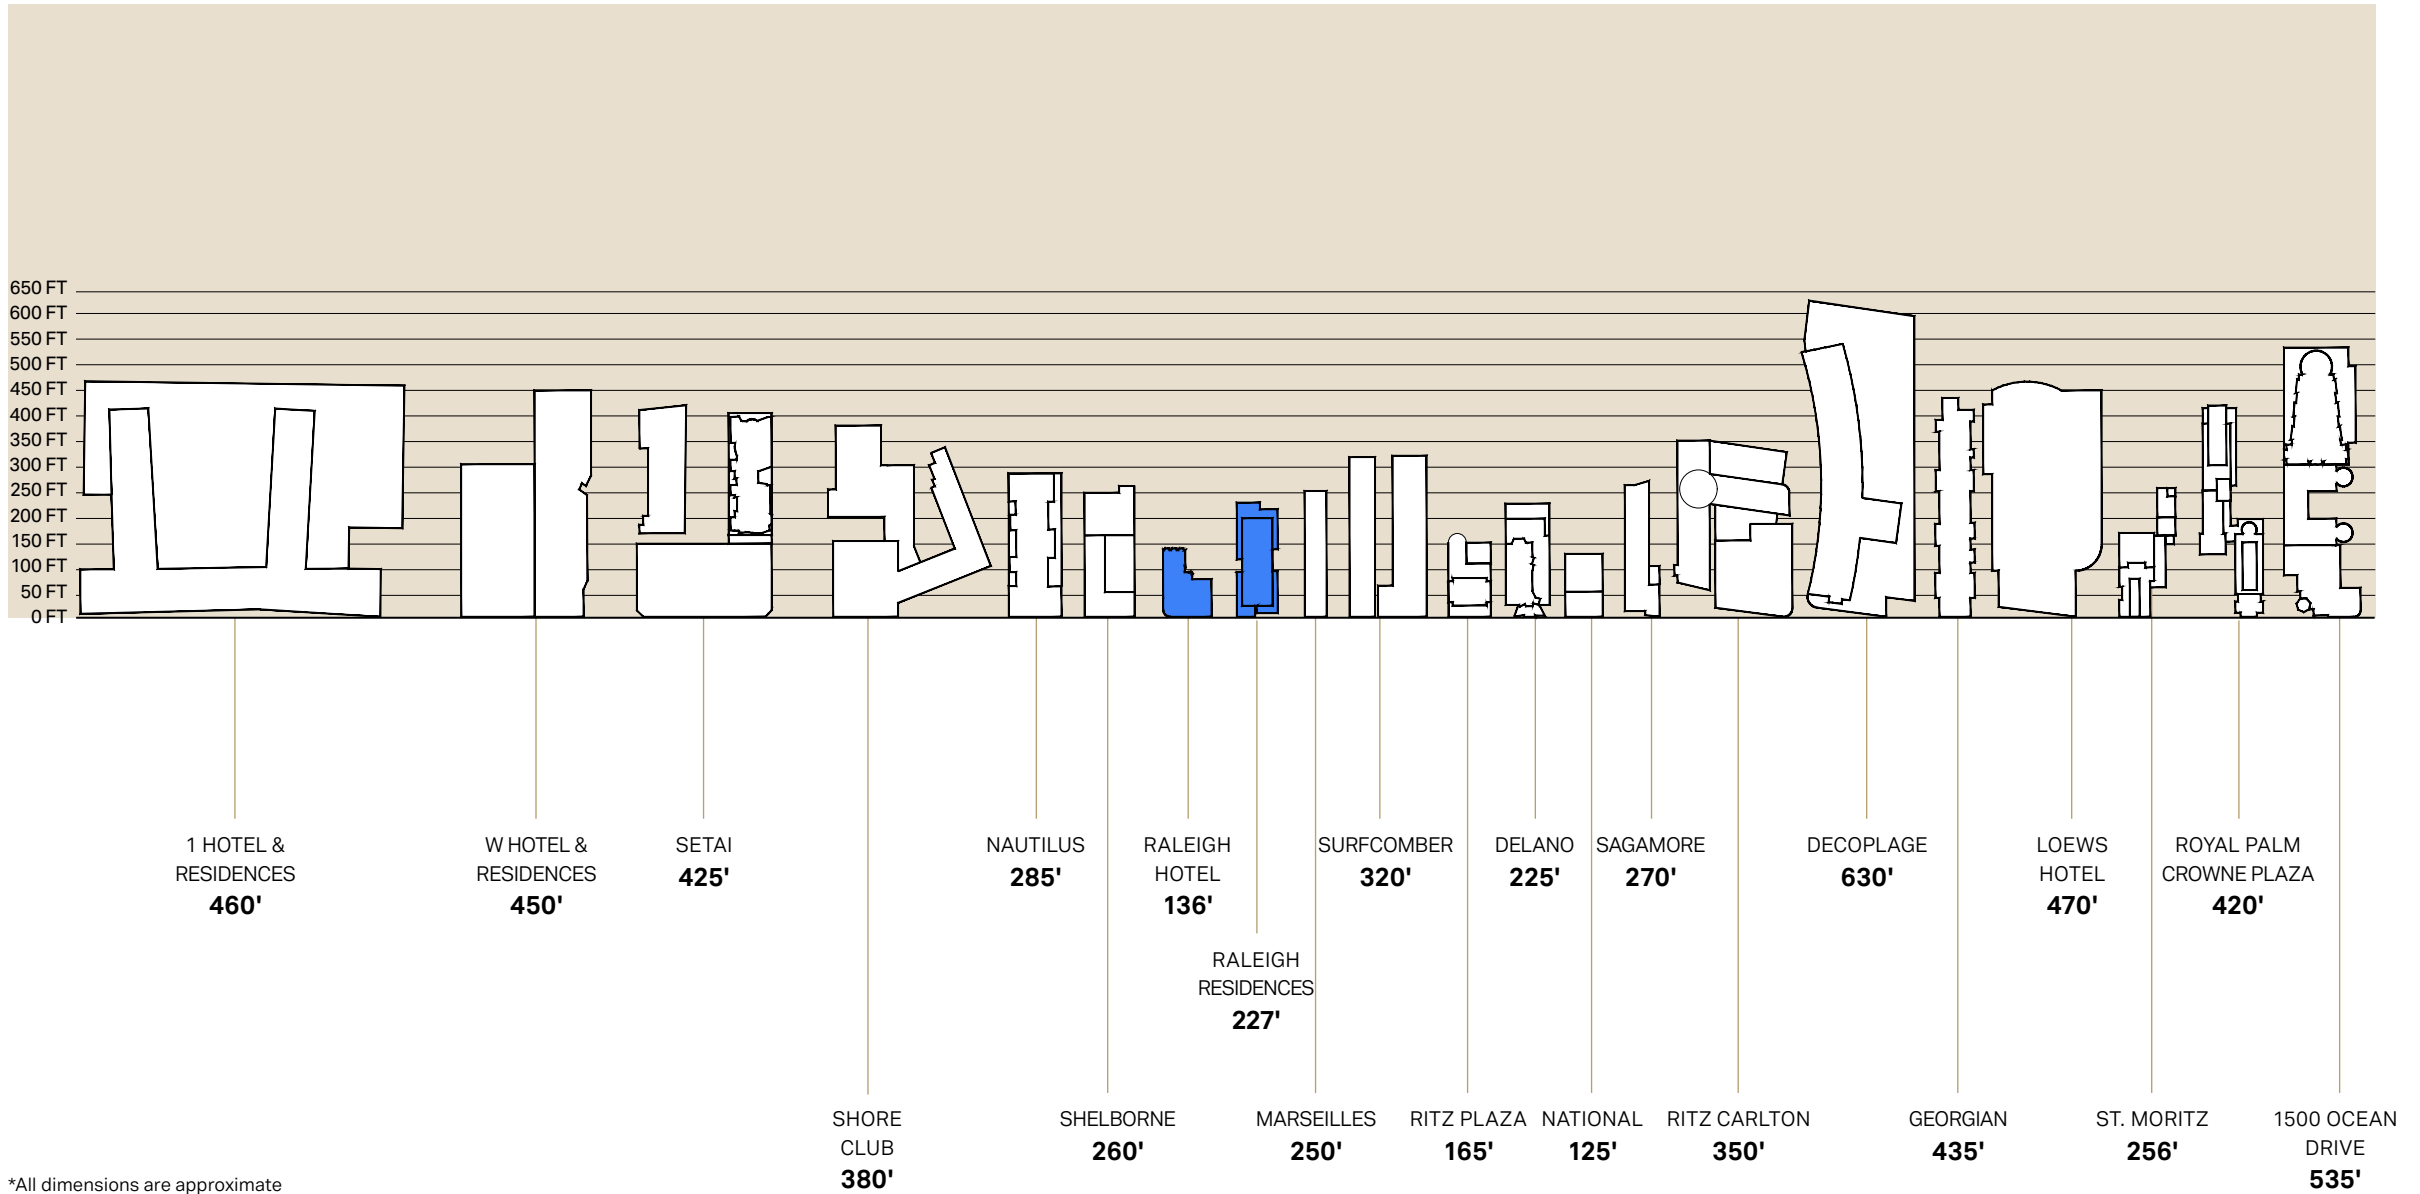 650 FT
600 FT
550 FT
500 FT
450 FT
400 FT
350 FT
300 FT
250 FT
200 FT
150 FT
100 FT
50 FT
0 FT
1 HOTEL &
RESIDENCES
460'
W HOTEL &
RESIDENCES
450'
SETAI
425'
SHORE
CLUB
380'
NAUTILUS
285'
SHELBORNE
260'
RALEIGH
HOTEL
136'
RALEIGH
RESIDENCES
227'
MARSEILLES
250'
SURFCOMBER
320'
RITZ PLAZA
165'
DELANO
225'
NATIONAL
125'
SAGAMORE
270'
RITZ CARLTON
350'
DECOPLAGE
630'
GEORGIAN
435'
LOEWS
HOTEL
470'
ST. MORITZ
256'
ROYAL PALM
CROWNE PLAZA
420'
1500 OCEAN
DRIVE
535'
*All dimensions are approximate